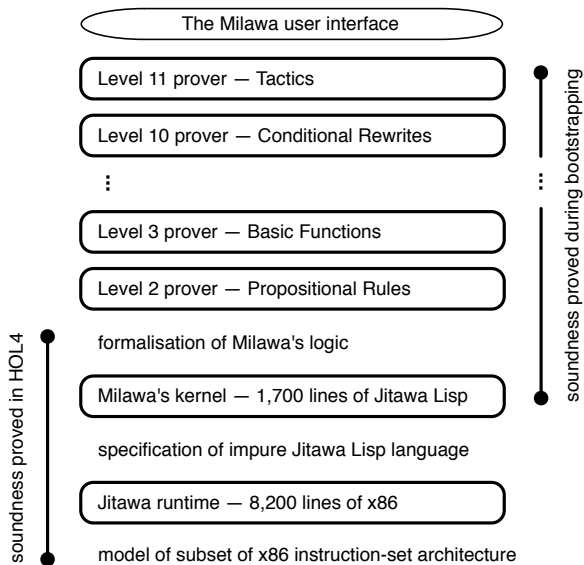 The Milawa user interface
Level 11 prover — Tactics
Level 10 prover — Conditional Rewrites
⋮
Level 3 prover — Basic Functions
Level 2 prover — Propositional Rules
formalisation of Milawa's logic
Milawa's kernel — 1,700 lines of Jitawa Lisp
specification of impure Jitawa Lisp language
Jitawa runtime — 8,200 lines of x86
model of subset of x86 instruction-set architecture
soundness proved in HOL4
soundness proved during bootstrapping